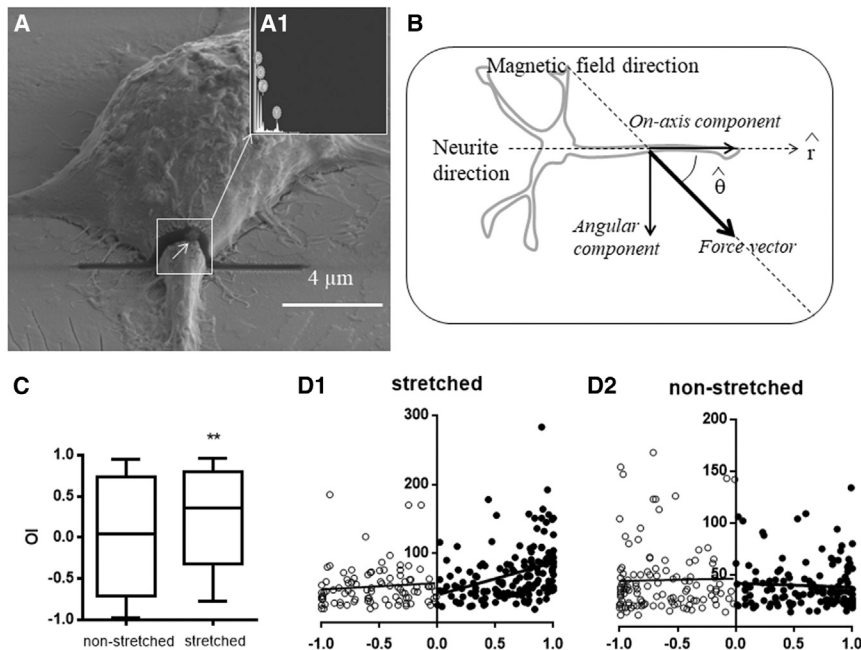 A
A1
4 µm
B
Magnetic field direction
On-axis component
Neurite
direction
^
r
^
θ
Angular
component
Force vector
C
**
1.0
0.5
0.0
-0.5
-1.0
OI
non-stretched
stretched
D1
stretched
300
200
100
-1.0
-0.5
0.0
0.5
1.0
D2
non-stretched
200
150
100
50
-1.0
-0.5
0.0
0.5
1.0